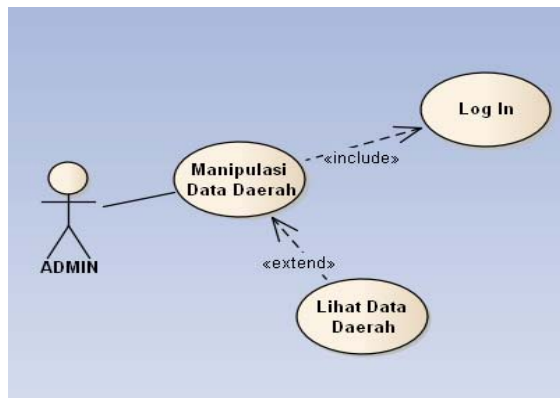 Log In
«include»
Manipulasi
Data Daerah
ADMIN
«extend»
Lihat Data
Daerah